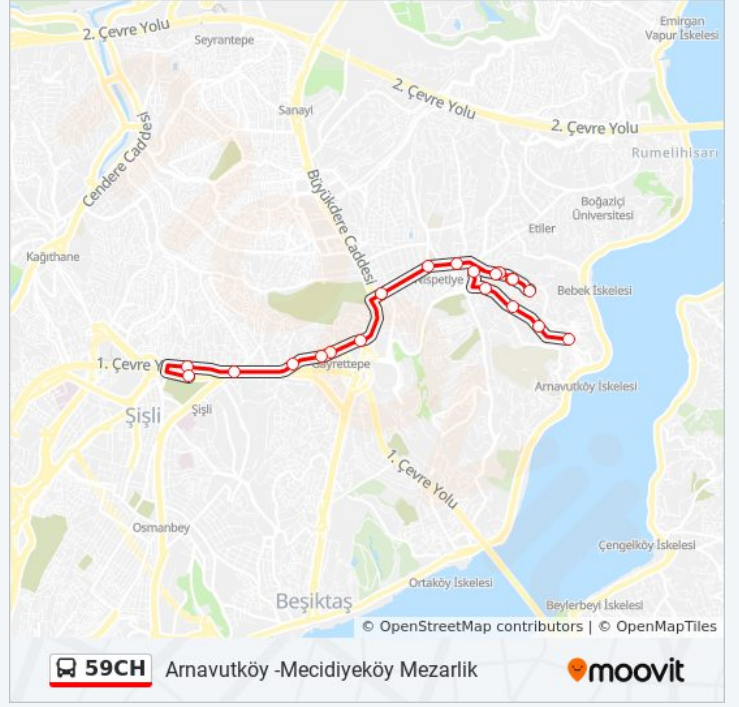 Emirgan
Vapur İskelesi
2. Çevre Yolu
Seyrantepe
2. Çevre Yolu
Sanayi
2. Çevre Yolu
Cendere Caddesi
Rumelihisarı
Büyükdere Caddesi
Boğaziçi
Üniversitesi
Etiler
Kağıthane
Nispetiye
Bebek İskelesi
1. Çevre Y
Gayrettepe
Arnavutköy İskelesi
Şişli
Şişli
1. Çevre Yolu
Osmanbey
Çengelköy İskelesi
Ortaköy İskelesi
Beşiktaş
Beylerbeyi İskelesi
© OpenStreetMap contributors | © OpenMapTiles
59CH Arnavutköy -Mecidiyeköy Mezarlik
moovit